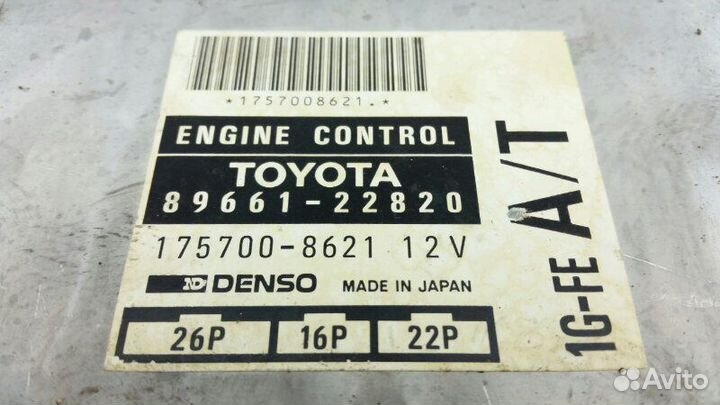 *1757008621.*
ENGINE CONTROL
TOYOTA
89661-22820
175700-8621 12V
ND DENSO MADE IN JAPAN
26P 16P 22P
1G-FE A/T
Avito